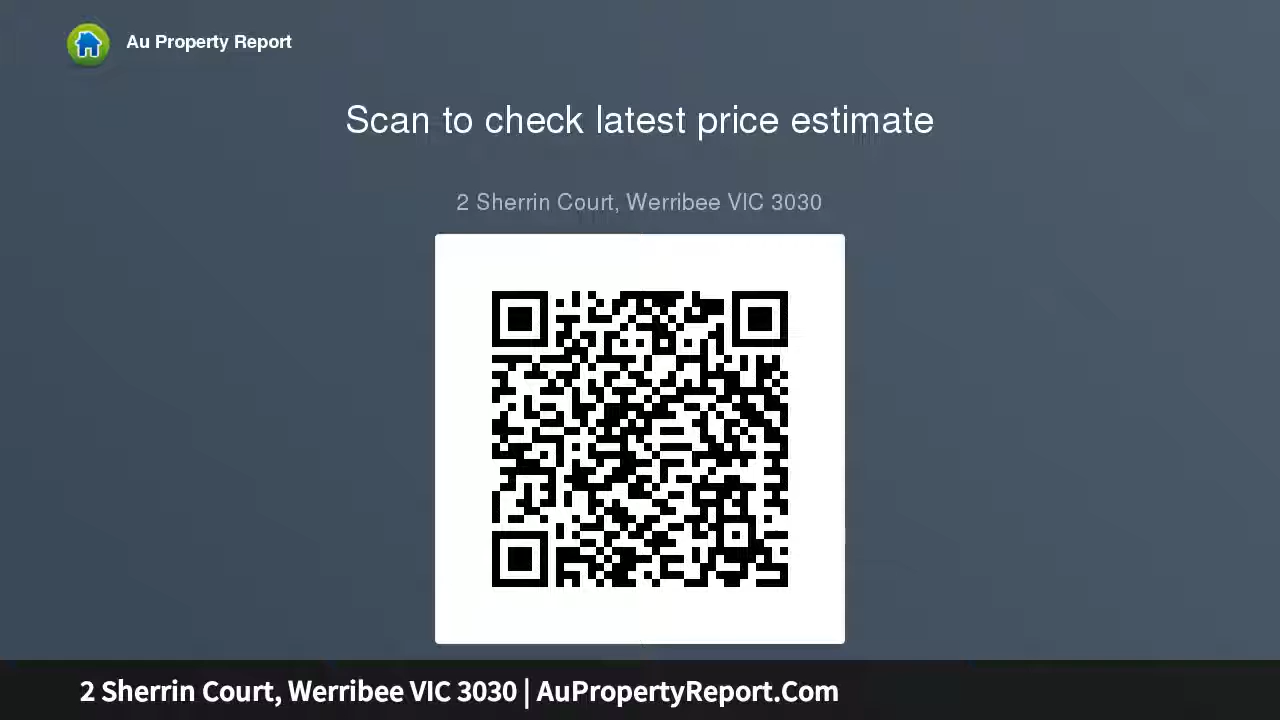 Au Property Report
Scan to check latest price estimate
2 Sherrin Court, Werribee VIC 3030
2 Sherrin Court, Werribee VIC 3030 | AuPropertyReport.Com